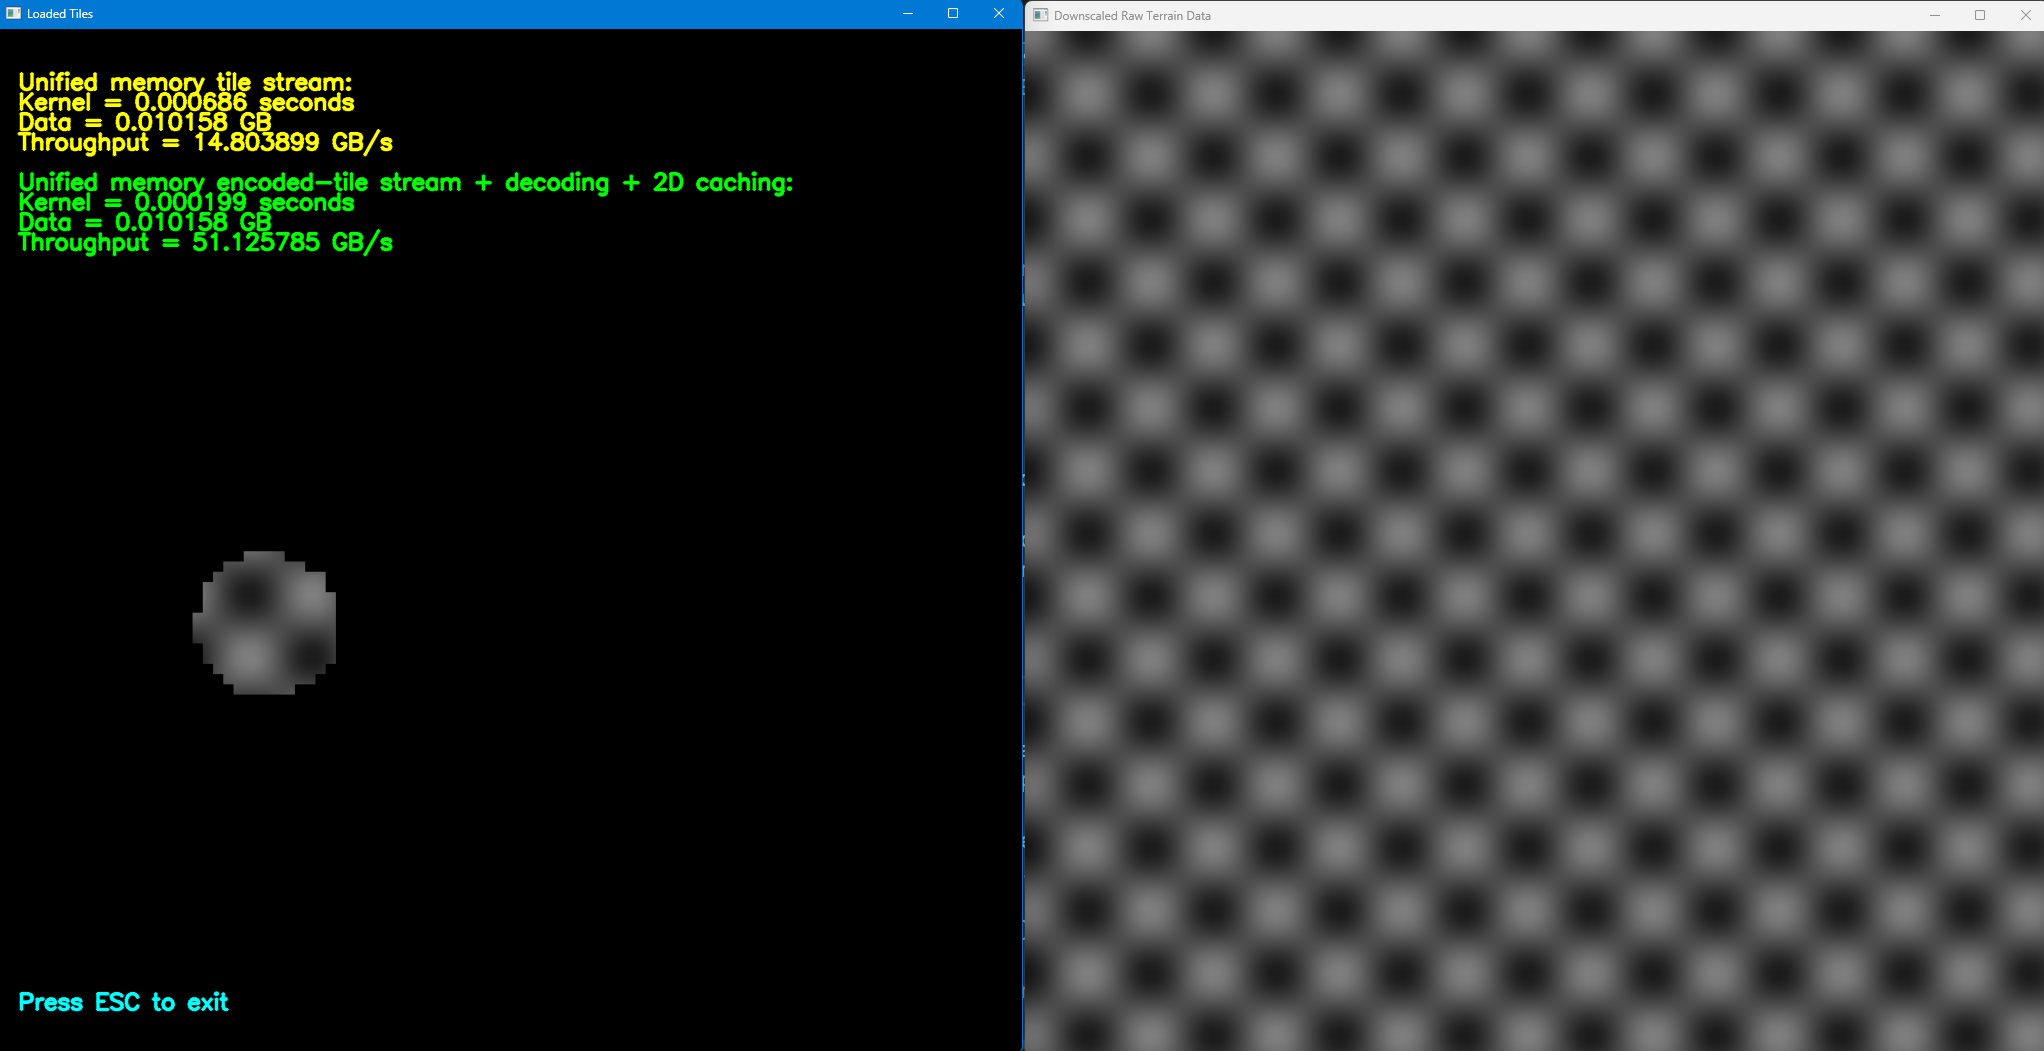 Loaded Tiles
Unified memory tile stream:
Kernel = 0.000686 seconds
Data = 0.010158 GB
Throughput = 14.803899 GB/s
Unified memory encoded-tile stream + decoding + 2D caching:
Kernel = 0.000199 seconds
Data = 0.010158 GB
Throughput = 51.125785 GB/s
Press ESC to exit
Downscaled Raw Terrain Data